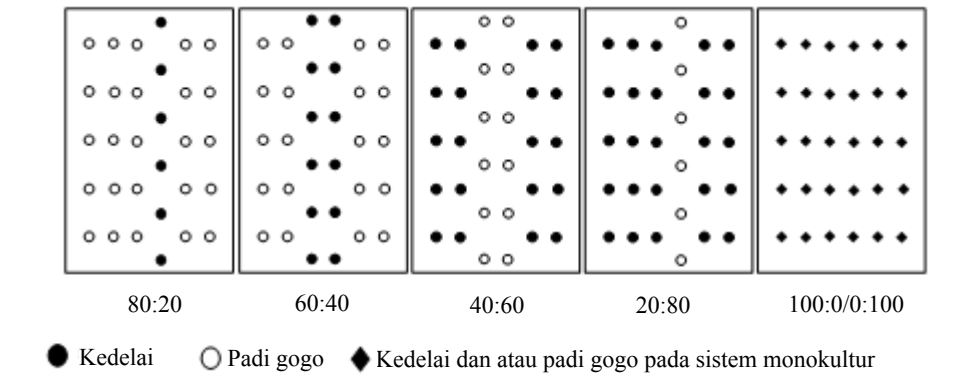 80:20 60:40 40:60 20:80 100:0/0:100
Kedelai Padi gogo Kedelai dan atau padi gogo pada sistem monokultur